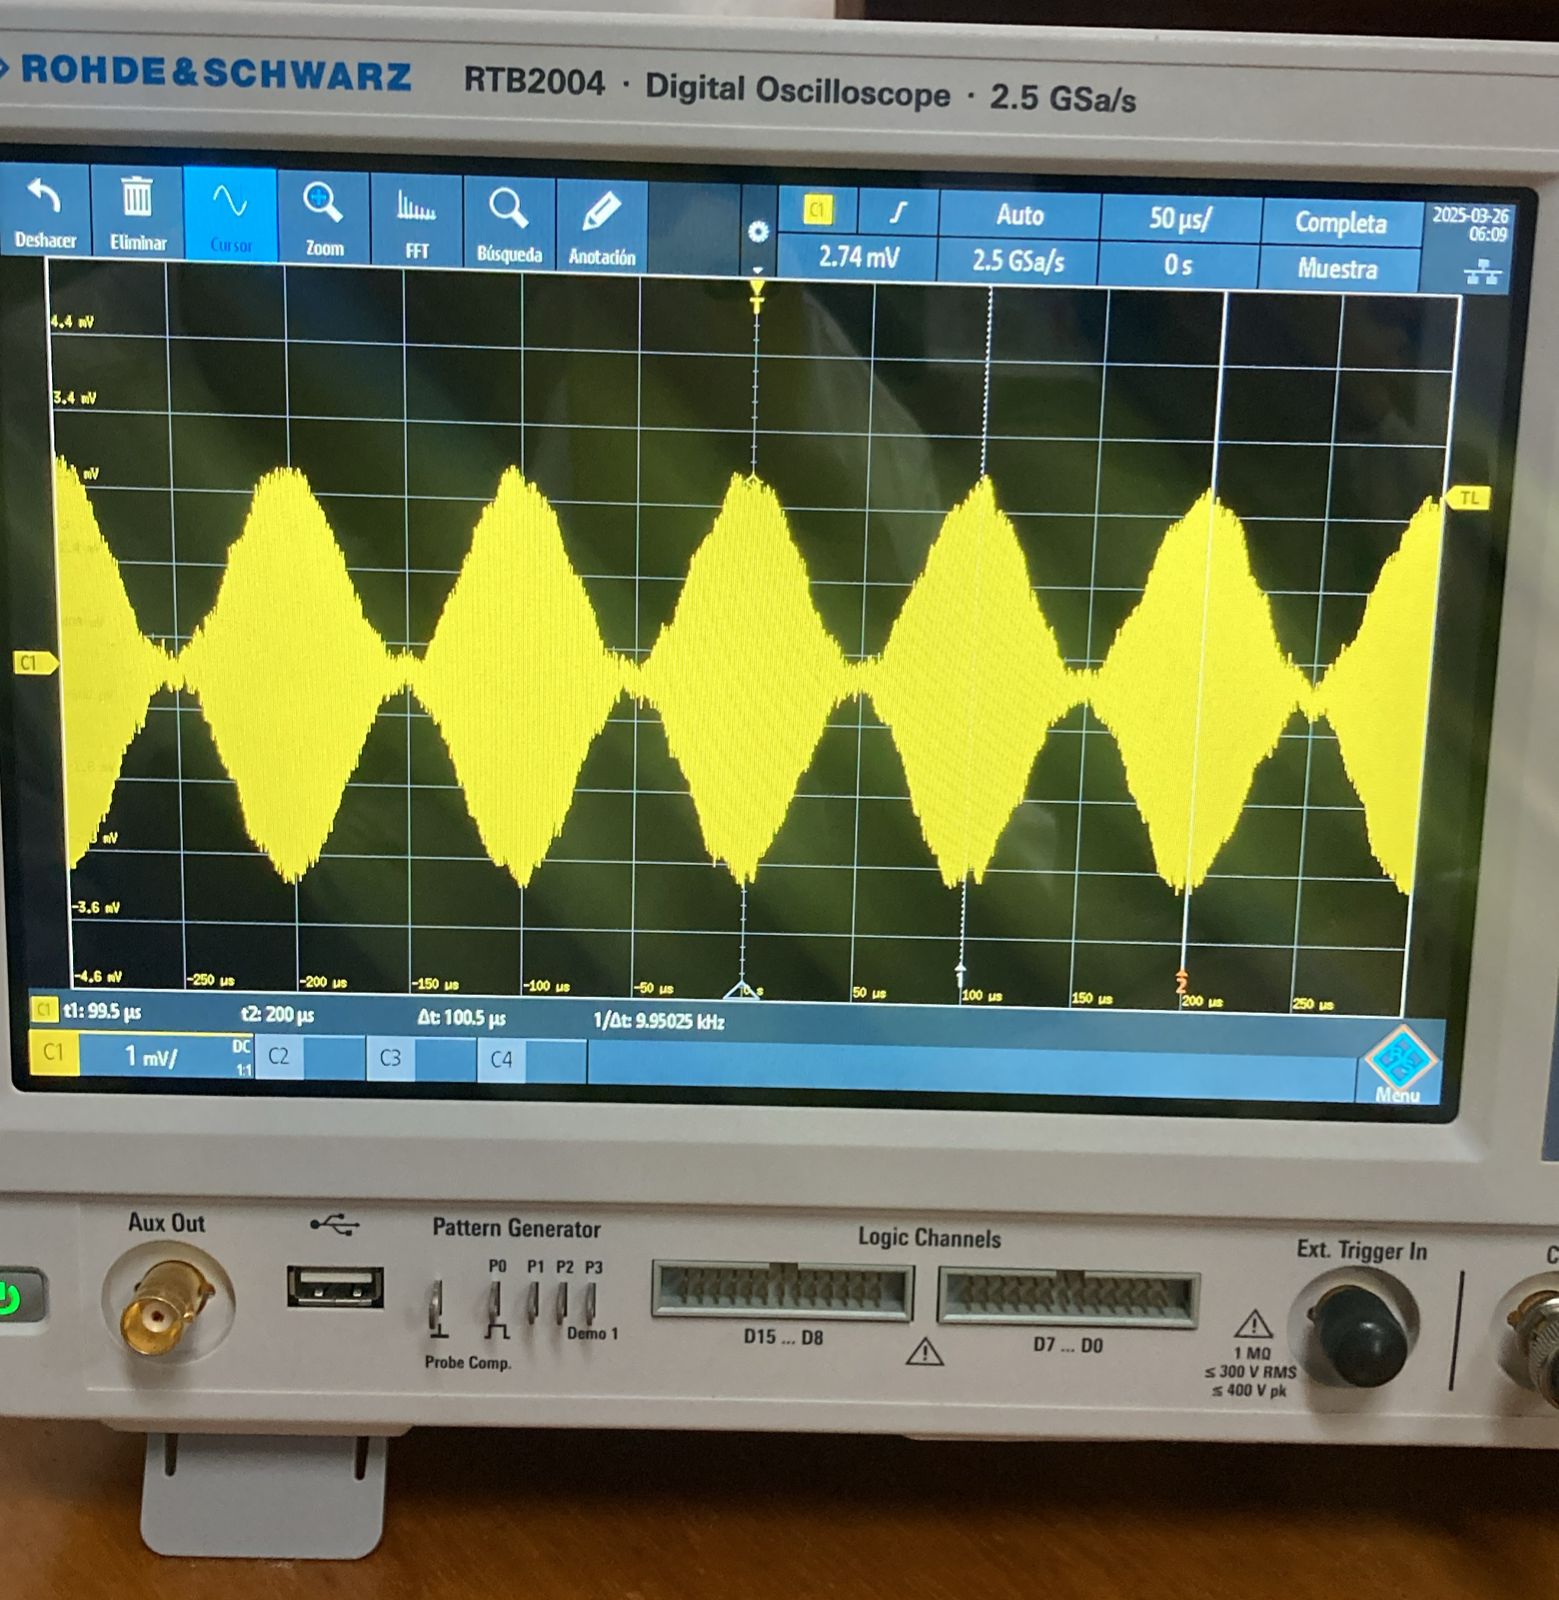 ROHDE&SCHWARZ RTB2004 · Digital Oscilloscope · 2.5 GSa/s
Deshacer Eliminar Cursor Zoom FFT Búsqueda Anotación
C1 Auto 50 µs/ Completa 2025-03-26
06:09
2.74 mV 2.5 GSa/s 0 s Muestra
T
4.4 mV
3.4 mV
mV
TL
C1
mV
-3.6 mV
-4.6 mV
-250 µs -200 µs -150 µs -100 µs -50 µs 0 s 50 µs 100 µs 150 µs 200 µs 250 µs
1 2
C1 t1: 99.5 µs t2: 200 µs Δt: 100.5 µs 1/Δt: 9.95025 kHz
C1 1 mV/ DC 1:1 C2 C3 C4
Menu
Aux Out Pattern Generator Logic Channels Ext. Trigger In C
P0 P1 P2 P3
Demo 1
Probe Comp.
D15 ... D8 D7 ... D0
1 MΩ
≤ 300 V RMS
≤ 400 V pk